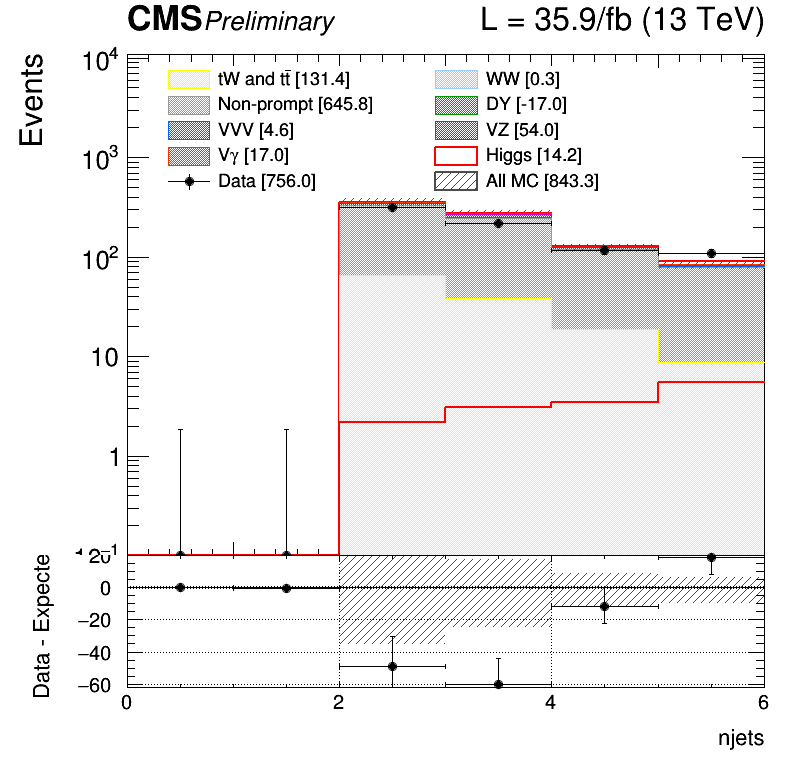 CMS Preliminary L = 35.9/fb (13 TeV)
Events
10⁴
10³
10²
10
1
tW and tt̄ [131.4]
Non-prompt [645.8]
VVV [4.6]
Vγ [17.0]
Data [756.0]
WW [0.3]
DY [-17.0]
VZ [54.0]
Higgs [14.2]
All MC [843.3]
Data - Expecte
0
−20
−40
−60
0 2 4 6
njets